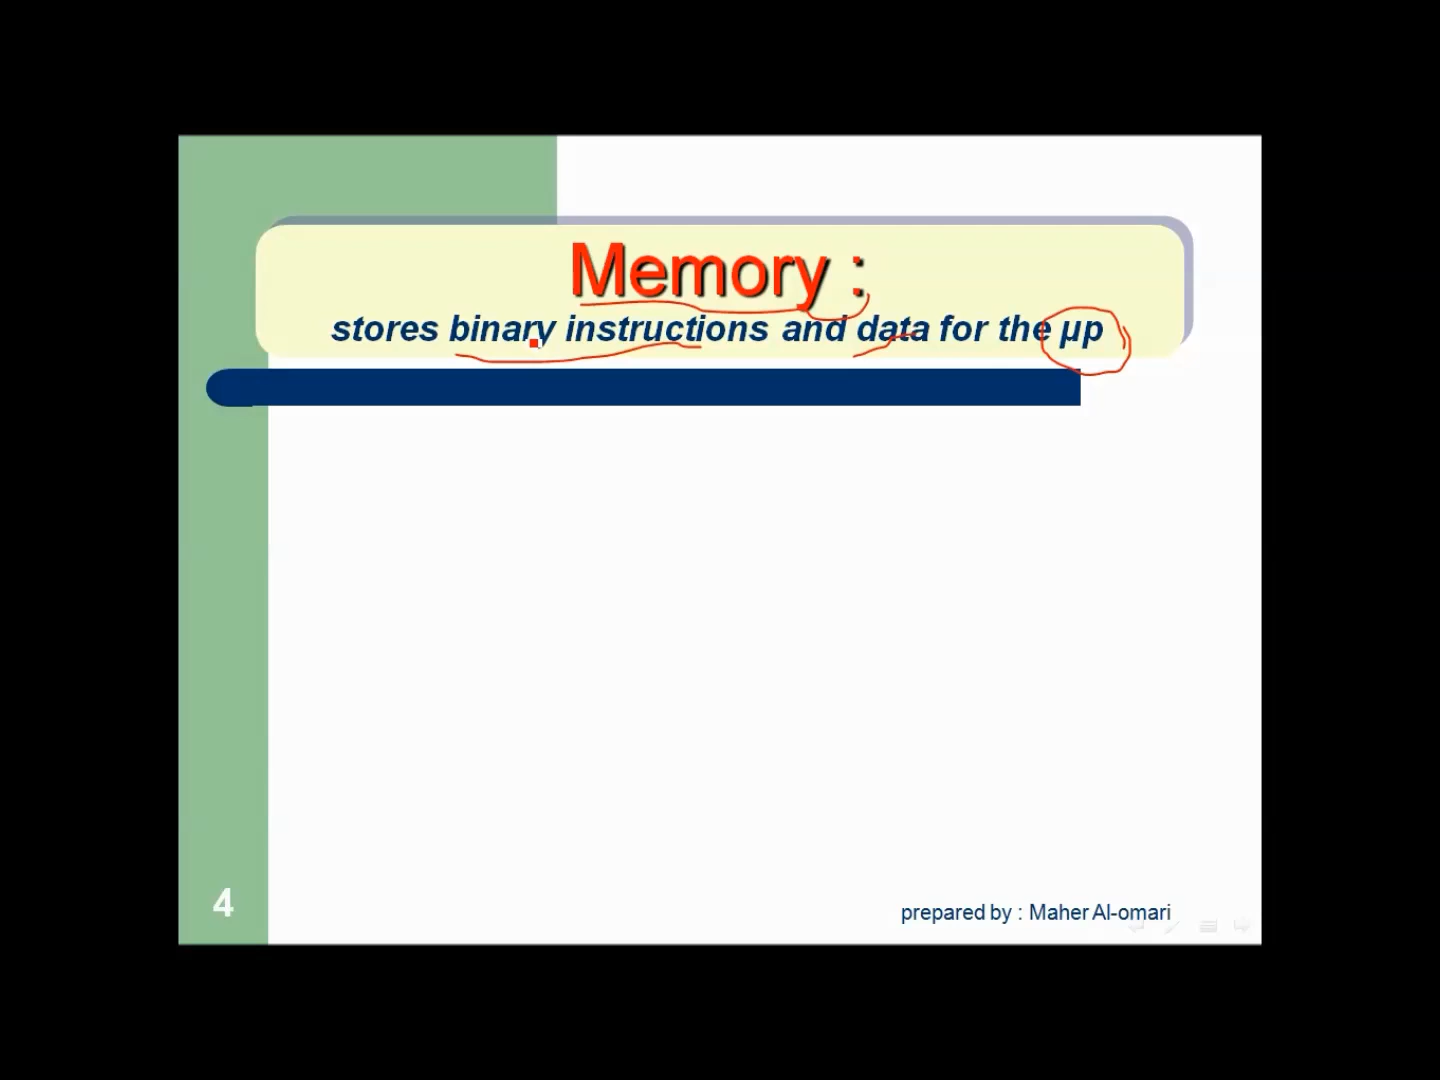 Memory :
stores binary instructions and data for the µp
4
prepared by : Maher Al-omari